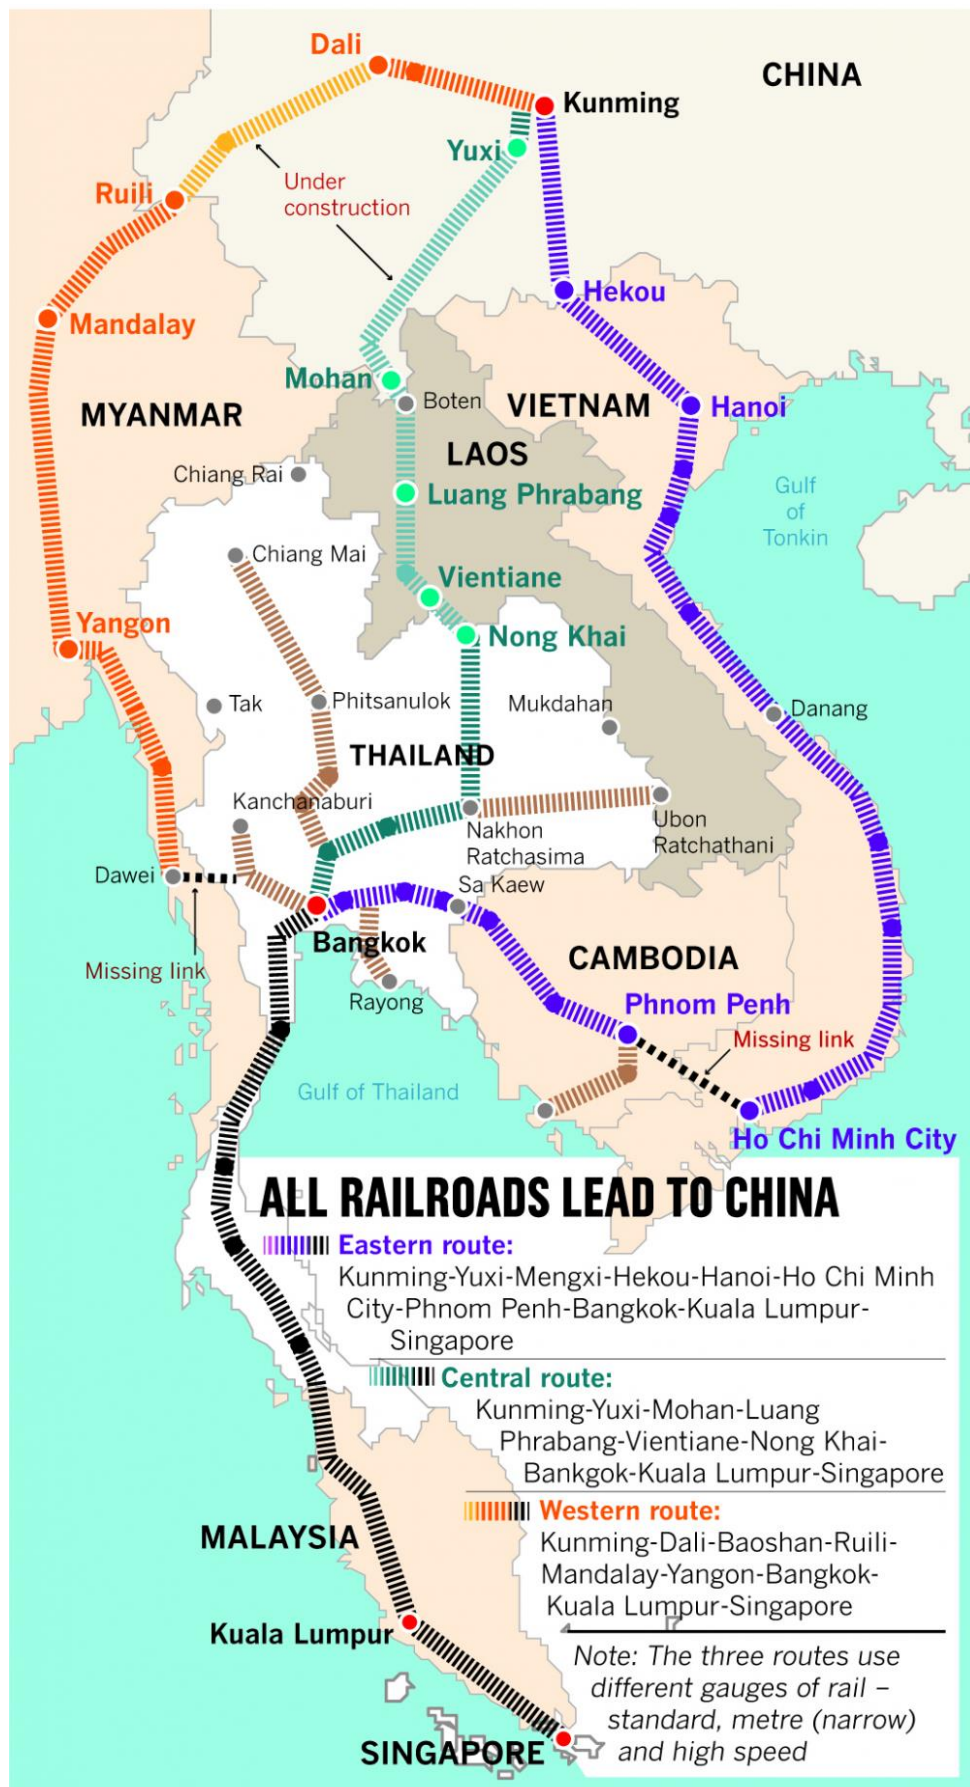 Dali
CHINA
Kunming
Yuxi
Under
construction
Ruili
Hekou
Mandalay
Mohan
Boten
VIETNAM
Hanoi
MYANMAR
LAOS
Chiang Rai
Luang Phrabang
Gulf
of
Tonkin
Chiang Mai
Vientiane
Yangon
Nong Khai
Tak
Phitsanulok
Mukdahan
Danang
THAILAND
Kanchanaburi
Nakhon
Ratchasima
Ubon
Ratchathani
Dawei
Sa Kaew
Bangkok
CAMBODIA
Missing link
Rayong
Phnom Penh
Missing link
Gulf of Thailand
Ho Chi Minh City
ALL RAILROADS LEAD TO CHINA
Eastern route:
Kunming-Yuxi-Mengxi-Hekou-Hanoi-Ho Chi Minh
City-Phnom Penh-Bangkok-Kuala Lumpur-
Singapore
Central route:
Kunming-Yuxi-Mohan-Luang
Phrabang-Vientiane-Nong Khai-
Bankgok-Kuala Lumpur-Singapore
Western route:
Kunming-Dali-Baoshan-Ruili-
Mandalay-Yangon-Bangkok-
Kuala Lumpur-Singapore
MALAYSIA
Kuala Lumpur
Note: The three routes use
different gauges of rail –
standard, metre (narrow)
and high speed
SINGAPORE